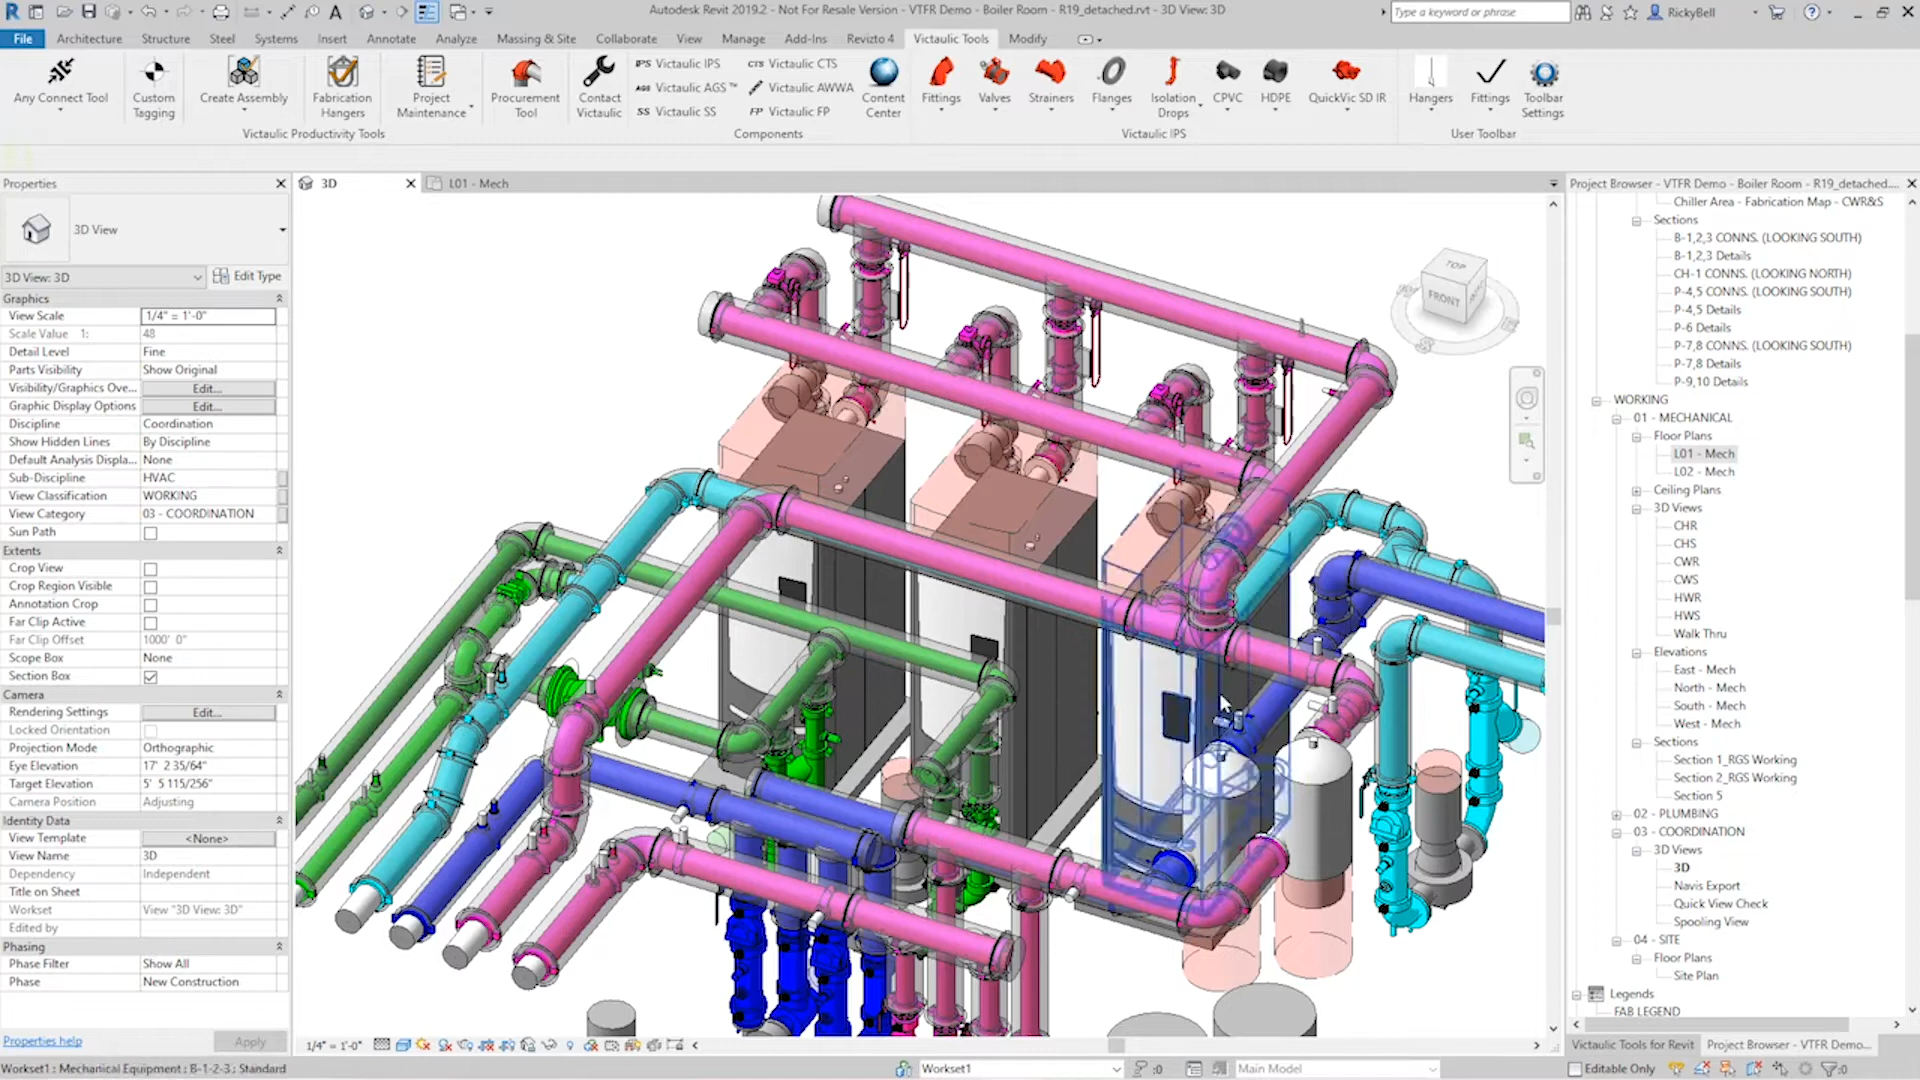 Autodesk Revit 2019.2 - Not For Resale Version - VTFR Demo - Boiler Room - R19_detached.rvt - 3D View: 3D
Type a keyword or phrase
RickyBell
File Architecture Structure Steel Systems Insert Annotate Analyze Massing & Site Collaborate View Manage Add-Ins Revizto 4 Victaulic Tools Modify
Any Connect Tool
Custom Tagging
Create Assembly
Fabrication Hangers
Project Maintenance
Procurement Tool
Contact Victaulic
IPS Victaulic IPS
AGS Victaulic AGS™
SS Victaulic SS
CTS Victaulic CTS
Victaulic AWWA
FP Victaulic FP
Content Center
Fittings
Valves
Strainers
Flanges
Isolation Drops
CPVC
HDPE
QuickVic SD IR
Hangers
Fittings
Toolbar Settings
Victaulic Productivity Tools
Components
Victaulic IPS
User Toolbar
Properties
3D
L01 - Mech
3D View
3D View: 3D
Edit Type
Graphics
View Scale 1/4" = 1'-0"
Scale Value 1: 48
Detail Level Fine
Parts Visibility Show Original
Visibility/Graphics Ove... Edit...
Graphic Display Options Edit...
Discipline Coordination
Show Hidden Lines By Discipline
Default Analysis Displa... None
Sub-Discipline HVAC
View Classification WORKING
View Category 03 - COORDINATION
Sun Path
Extents
Crop View
Crop Region Visible
Annotation Crop
Far Clip Active
Far Clip Offset 1000' 0"
Scope Box None
Section Box
Camera
Rendering Settings Edit...
Locked Orientation
Projection Mode Orthographic
Eye Elevation 17' 2 35/64"
Target Elevation 5' 5 115/256"
Camera Position Adjusting
Identity Data
View Template <None>
View Name 3D
Dependency Independent
Title on Sheet
Workset View "3D View: 3D"
Edited by
Phasing
Phase Filter Show All
Phase New Construction
Properties help
Apply
TOP
FRONT
1/4" = 1'-0"
Project Browser - VTFR Demo - Boiler Room - R19_detached....
Chiller Area - Fabrication Map - CWR&S
Sections
B-1,2,3 CONNS. (LOOKING SOUTH)
B-1,2,3 Details
CH-1 CONNS. (LOOKING NORTH)
P-4,5 CONNS. (LOOKING SOUTH)
P-4,5 Details
P-6 Details
P-7,8 CONNS. (LOOKING SOUTH)
P-7,8 Details
P-9,10 Details
WORKING
01 - MECHANICAL
Floor Plans
L01 - Mech
L02 - Mech
Ceiling Plans
3D Views
CHR
CHS
CWR
CWS
HWR
HWS
Walk Thru
Elevations
East - Mech
North - Mech
South - Mech
West - Mech
Sections
Section 1_RGS Working
Section 2_RGS Working
Section 5
02 - PLUMBING
03 - COORDINATION
3D Views
3D
Navis Export
Quick View Check
Spooling View
04 - SITE
Floor Plans
Site Plan
Legends
FAB LEGEND
Victaulic Tools for Revit
Project Browser - VTFR Demo...
Workset1 : Mechanical Equipment : B-1-2-3 : Standard
Workset1
:0
Main Model
Editable Only
:0